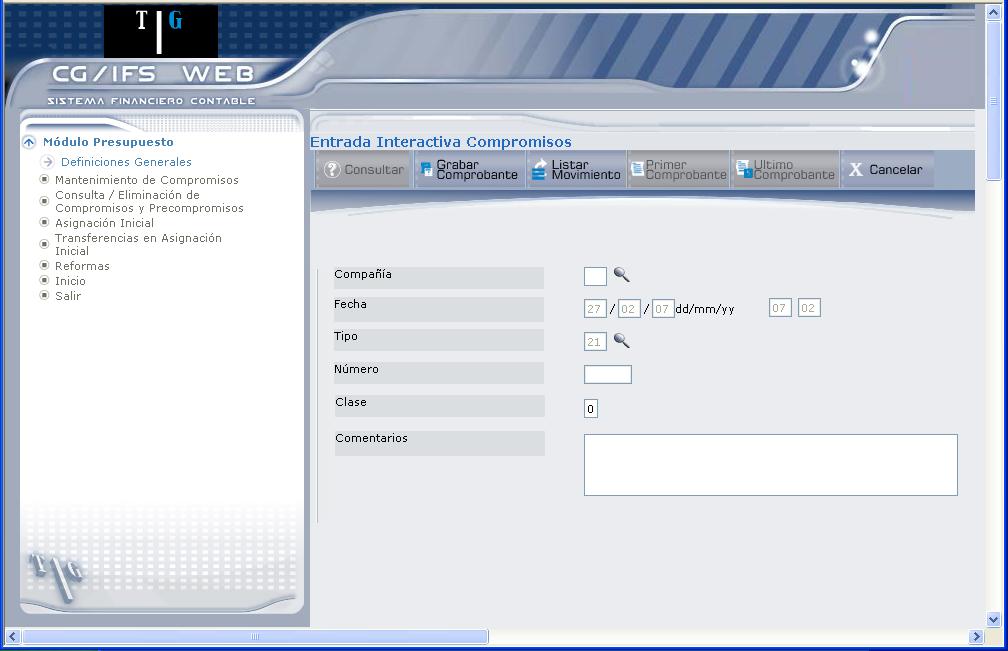 T G
CG/IFS WEB
SISTEMA FINANCIERO CONTABLE
Módulo Presupuesto
Definiciones Generales
Mantenimiento de Compromisos
Consulta / Eliminación de
Compromisos y Precompromisos
Asignación Inicial
Transferencias en Asignación
Inicial
Reformas
Inicio
Salir
T G
Entrada Interactiva Compromisos
? Consultar
Grabar
Comprobante
Listar
Movimiento
Primer
Comprobante
Ultimo
Comprobante
X Cancelar
Compañía
Fecha 27 / 02 / 07 dd/mm/yy 07 02
Tipo 21
Número
Clase 0
Comentarios